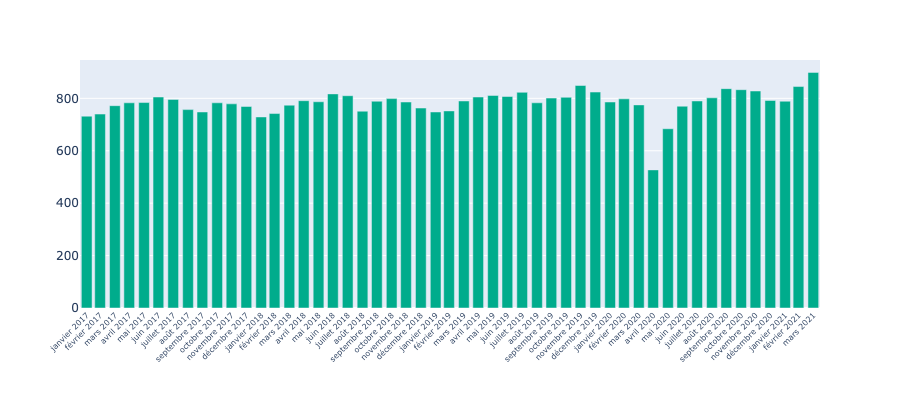 800
600
400
200
0
janvier 2017
février 2017
mars 2017
avril 2017
mai 2017
juin 2017
juillet 2017
août 2017
septembre 2017
octobre 2017
novembre 2017
décembre 2017
janvier 2018
février 2018
mars 2018
avril 2018
mai 2018
juin 2018
juillet 2018
août 2018
septembre 2018
octobre 2018
novembre 2018
décembre 2018
janvier 2019
février 2019
mars 2019
avril 2019
mai 2019
juin 2019
juillet 2019
août 2019
septembre 2019
octobre 2019
novembre 2019
décembre 2019
janvier 2020
février 2020
mars 2020
avril 2020
mai 2020
juin 2020
juillet 2020
août 2020
septembre 2020
octobre 2020
novembre 2020
décembre 2020
janvier 2021
février 2021
mars 2021